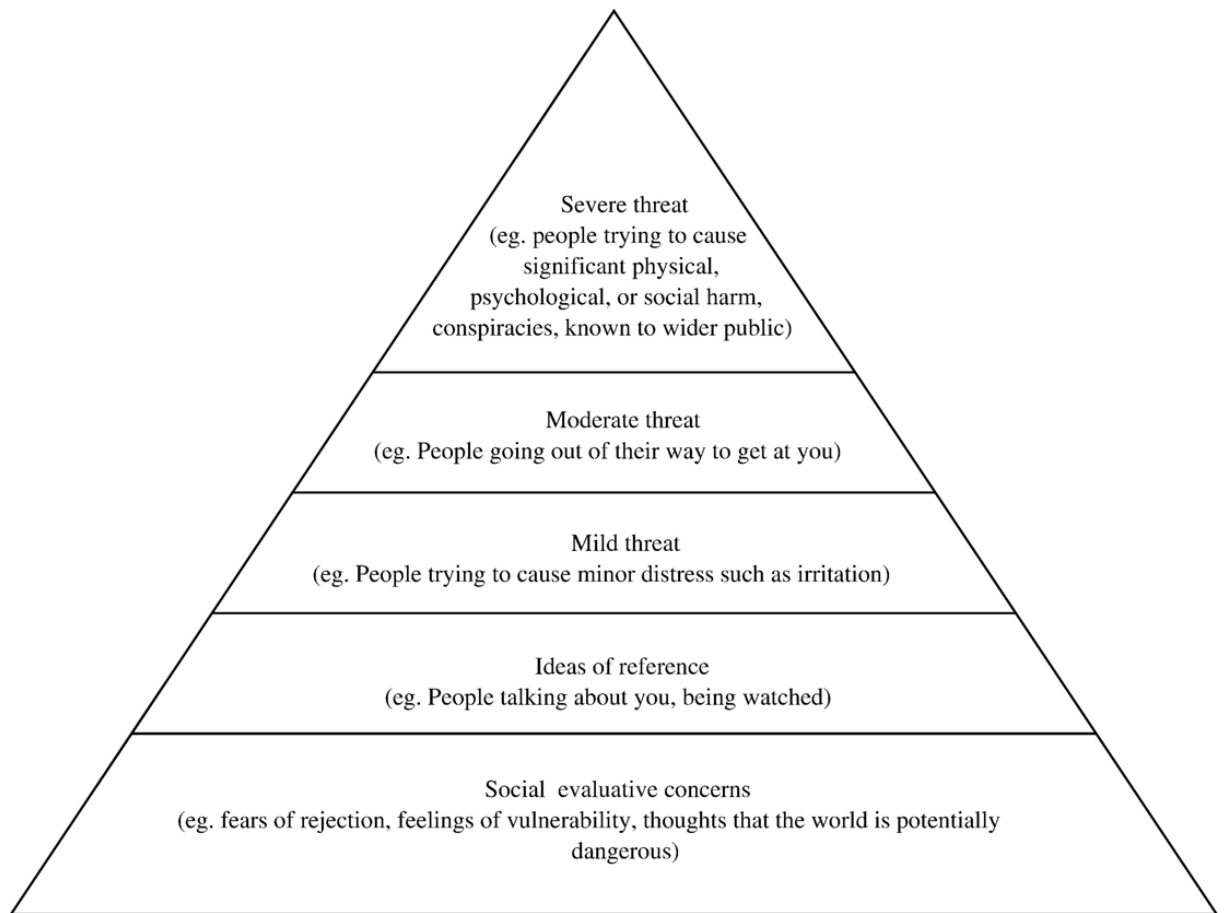 Severe threat
(eg. people trying to cause
significant physical,
psychological, or social harm,
conspiracies, known to wider public)
Moderate threat
(eg. People going out of their way to get at you)
Mild threat
(eg. People trying to cause minor distress such as irritation)
Ideas of reference
(eg. People talking about you, being watched)
Social  evaluative concerns
(eg. fears of rejection, feelings of vulnerability, thoughts that the world is potentially
dangerous)